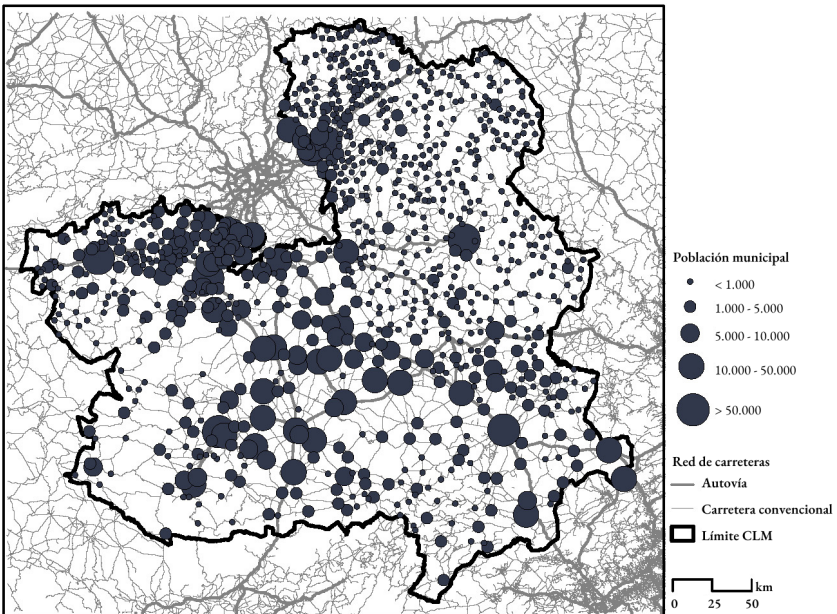 Población municipal
< 1.000
1.000 - 5.000
5.000 - 10.000
10.000 - 50.000
> 50.000
Red de carreteras
Autovía
Carretera convencional
Límite CLM
km
0 25 50